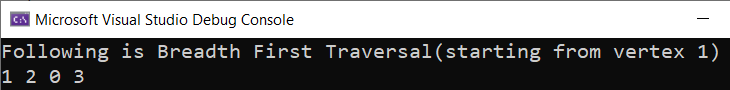 Microsoft Visual Studio Debug Console
Following is Breadth First Traversal(starting from vertex 1)
1 2 0 3